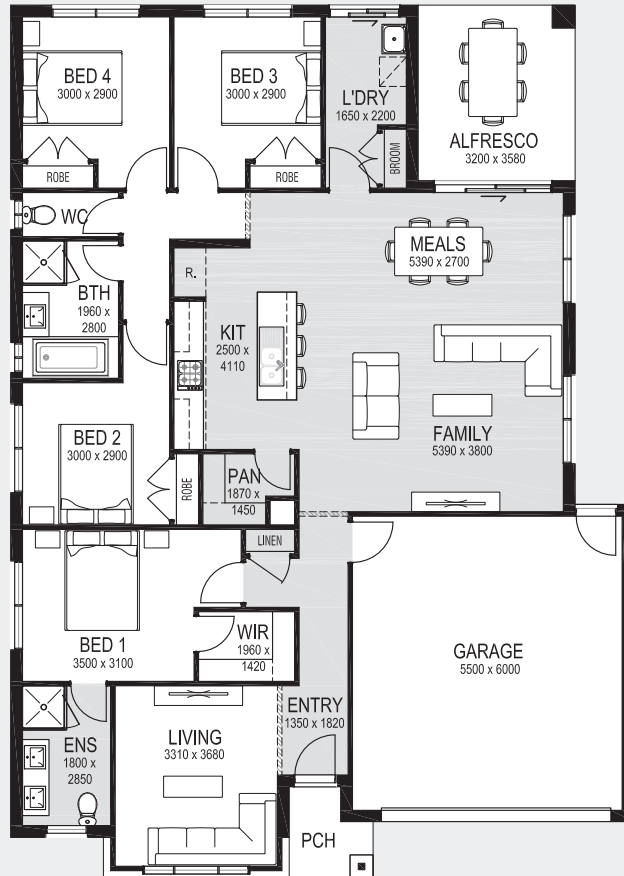 BED 4
3000 x 2900
ROBE
BED 3
3000 x 2900
ROBE
L'DRY
1650 x 2200
BROOM
ALFRESCO
3200 x 3580
WC
BTH
1960 x
2800
R.
KIT
2500 x
4110
MEALS
5390 x 2700
FAMILY
5390 x 3800
BED 2
3000 x 2900
ROBE
PAN
1870 x
1450
LINEN
BED 1
3500 x 3100
WIR
1960 x
1420
GARAGE
5500 x 6000
ENS
1800 x
2850
LIVING
3310 x 3680
ENTRY
1350 x 1820
PCH